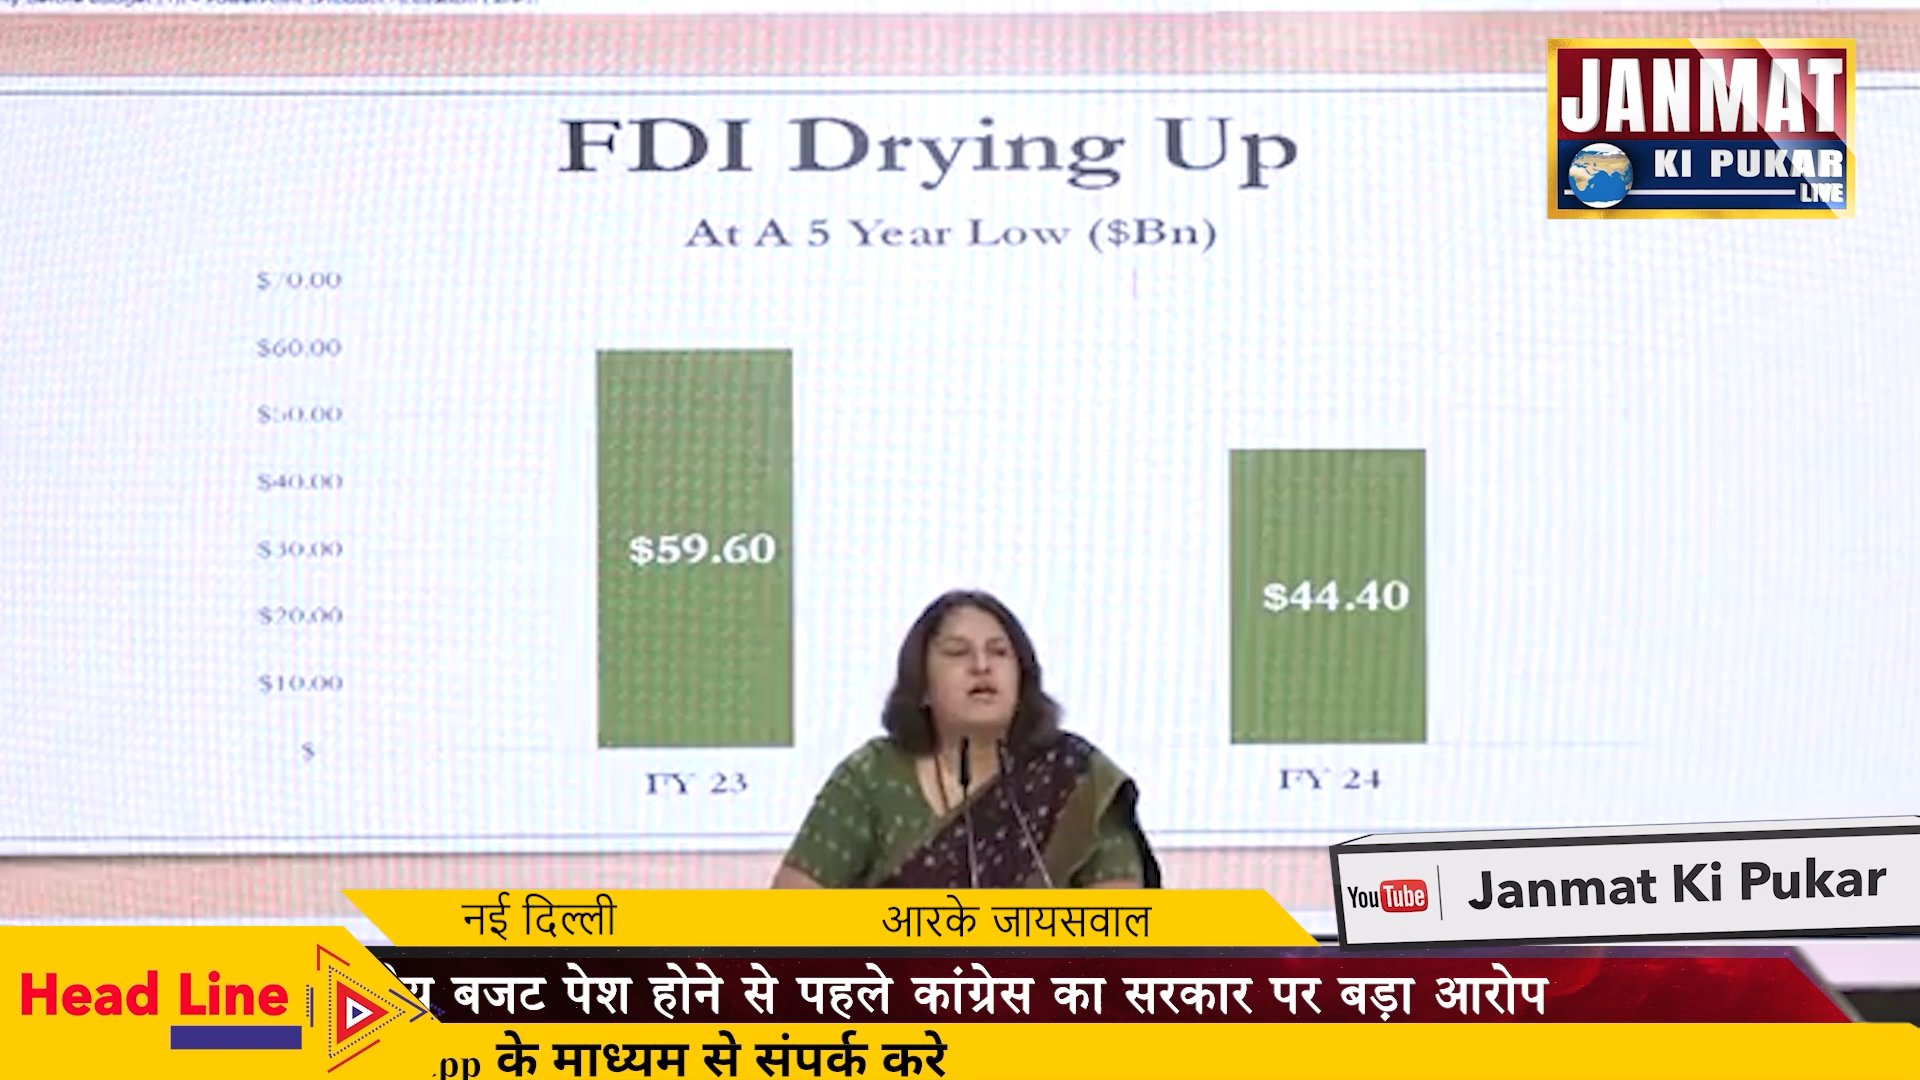 FDI Drying Up
At A 5 Year Low ($Bn)
$70.00
$60.00
$50.00
$40.00
$30.00
$20.00
$10.00
$
$59.60
$44.40
FY 23
FY 24
JANMAT
KI PUKAR
LIVE
YouTube Janmat Ki Pukar
नई दिल्ली आरके जायसवाल
Head Line
बजट पेश होने से पहले कांग्रेस का सरकार पर बड़ा आरोप
pp के माध्यम से संपर्क करे